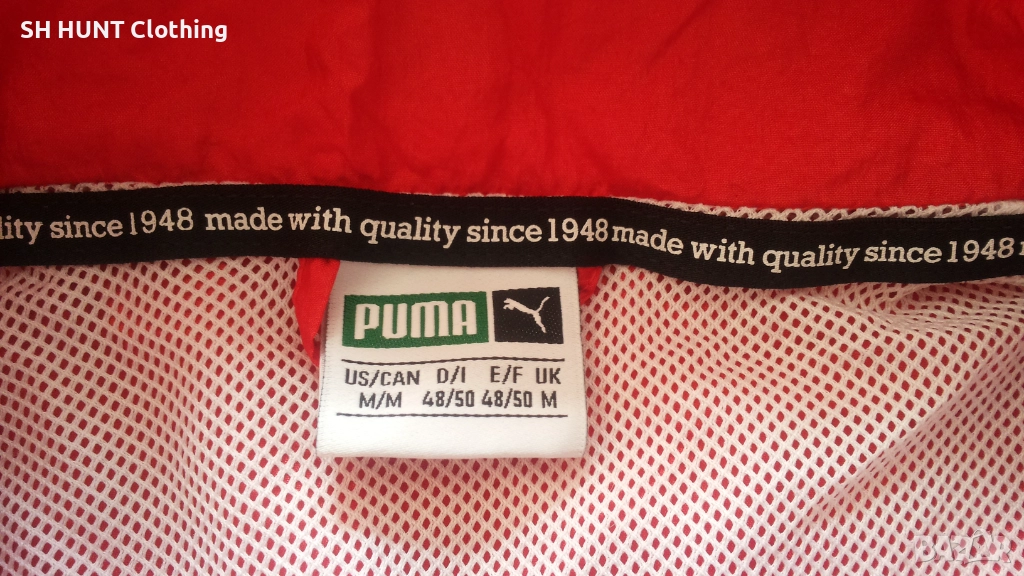 SH HUNT Clothing
lity since 1948 made with quality since 1948 made with quality since 1948
PUMA
US/CAN D/I E/F UK
M/M 48/50 48/50 M